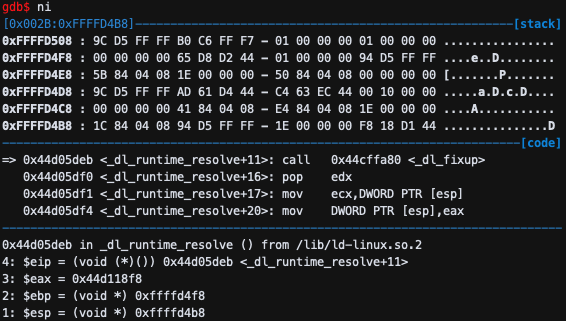 gdb$ ni
[0x002B:0xFFFFD4B8][stack]
0xFFFFD508 : 9C D5 FF FF B0 C6 FF F7 - 01 00 00 00 01 00 00 00 ................
0xFFFFD4F8 : 00 00 00 00 65 D8 D2 44 - 01 00 00 00 94 D5 FF FF ....e..D........
0xFFFFD4E8 : 5B 84 04 08 1E 00 00 00 - 50 84 04 08 00 00 00 00 [.......P.......
0xFFFFD4D8 : 9C D5 FF FF AD 61 D4 44 - C4 63 EC 44 00 10 00 00 .....a.D.c.D....
0xFFFFD4C8 : 00 00 00 00 41 84 04 08 - E4 84 04 08 1E 00 00 00 ....A...........
0xFFFFD4B8 : 1C 84 04 08 94 D5 FF FF - 1E 00 00 00 F8 18 D1 44 ...............D
[code]
=> 0x44d05deb <_dl_runtime_resolve+11>: call 0x44cffa80 <_dl_fixup>
0x44d05df0 <_dl_runtime_resolve+16>: pop edx
0x44d05df1 <_dl_runtime_resolve+17>: mov ecx,DWORD PTR [esp]
0x44d05df4 <_dl_runtime_resolve+20>: mov DWORD PTR [esp],eax
0x44d05deb in _dl_runtime_resolve () from /lib/ld-linux.so.2
4: $eip = (void (*)()) 0x44d05deb <_dl_runtime_resolve+11>
3: $eax = 0x44d118f8
2: $ebp = (void *) 0xffffd4f8
1: $esp = (void *) 0xffffd4b8